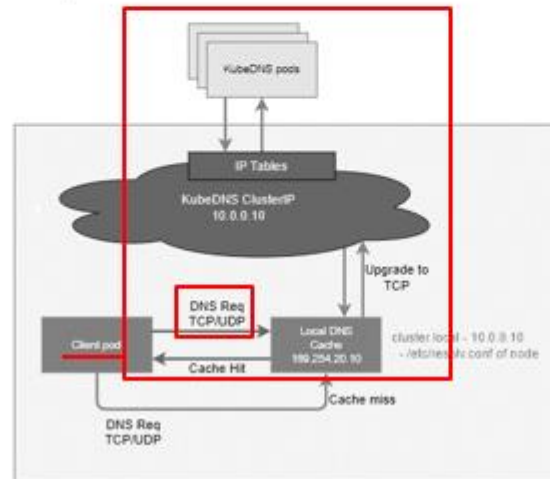 KubeDNS pods
IP Tables
KubeDNS ClusterIP
10.0.0.10
Upgrade to
TCP
DNS Req
TCP/UDP
Client pod
Local DNS
Cache
169.254.20.10
Cache Hit
cluster.local - 10.0.0.10
- /etc/resolv.conf of node
Cache miss
DNS Req
TCP/UDP